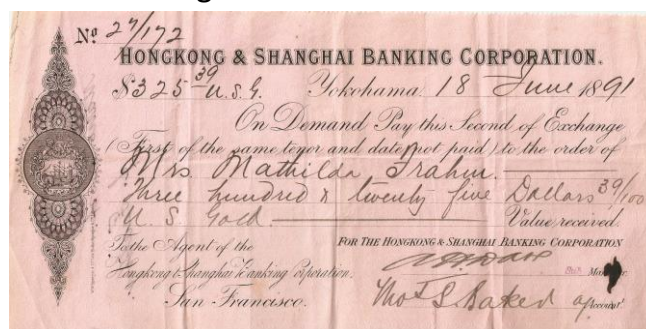 Nº 27/172
HONGKONG & SHANGHAI BANKING CORPORATION.
$325 39 U.S.G. Yokohama 18 June 1891
On Demand Pay this Second of Exchange
(First of the same tenor and date not paid) to the order of
Mrs Mathilda Frahm.
Three hundred & twenty five Dollars 39/100
U S Gold Value received.
To the Agent of the FOR THE HONGKONG & SHANGHAI BANKING CORPORATION
Hongkong & Shanghai Banking Corporation.
San Francisco. Thos S. Baker Accountt